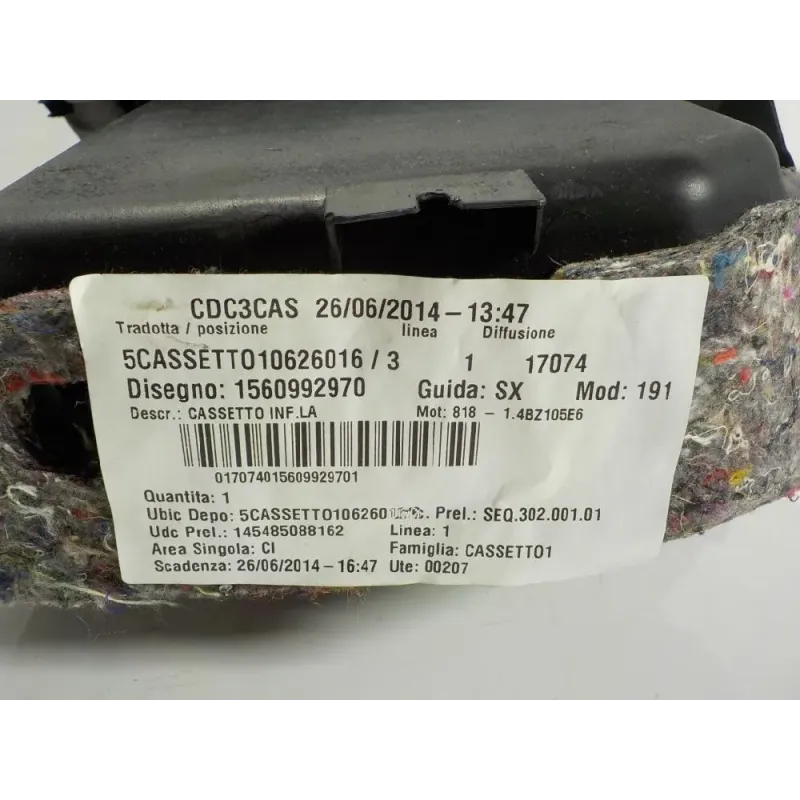 CDC3CAS 26/06/2014-13:47
Tradotta / posizione linea Diffusione
5CASSETTO10626016 / 3 1 17074
Disegno: 1560992970 Guida: SX Mod: 191
Descr.: CASSETTO INF.LA Mot: 818 - 1.4BZ105E6
017074015609929701
Quantita: 1
Ubic Depo: Prel.: SEQ.302.001.01
Udc Prel.: 145485088162 Linea: 1
Area Singola: CI Famiglia: CASSETTO1
Scadenza: 26/06/2014-16:47 Ute: 00207